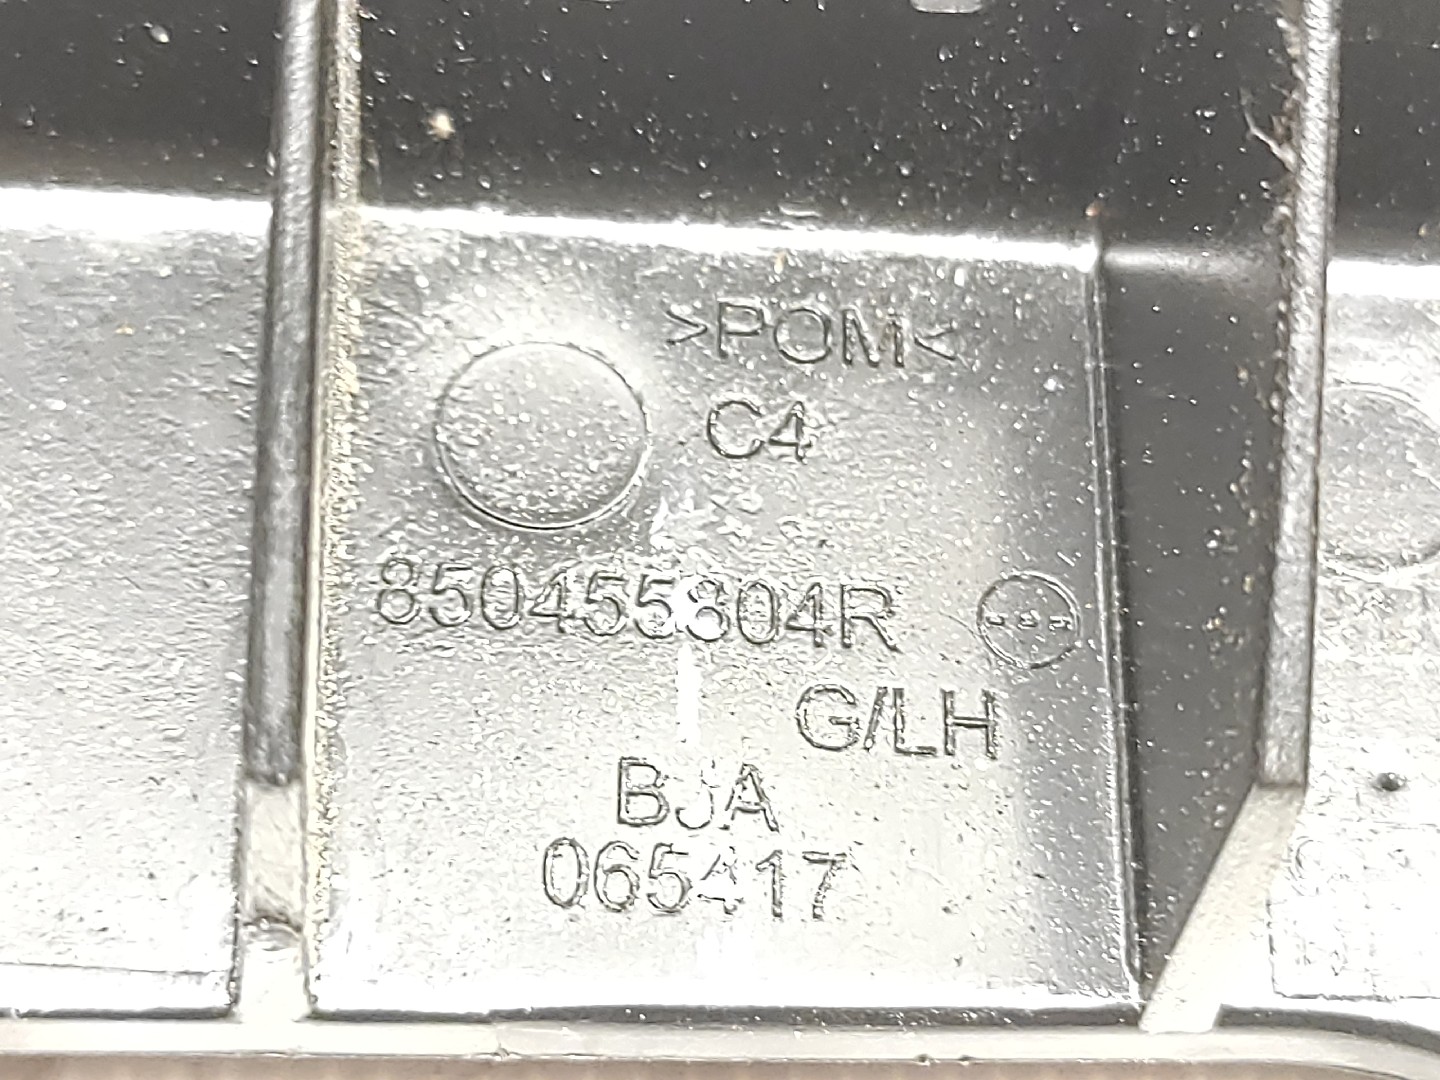 >POM<
C4
850455804R
G/LH
BJA
065417